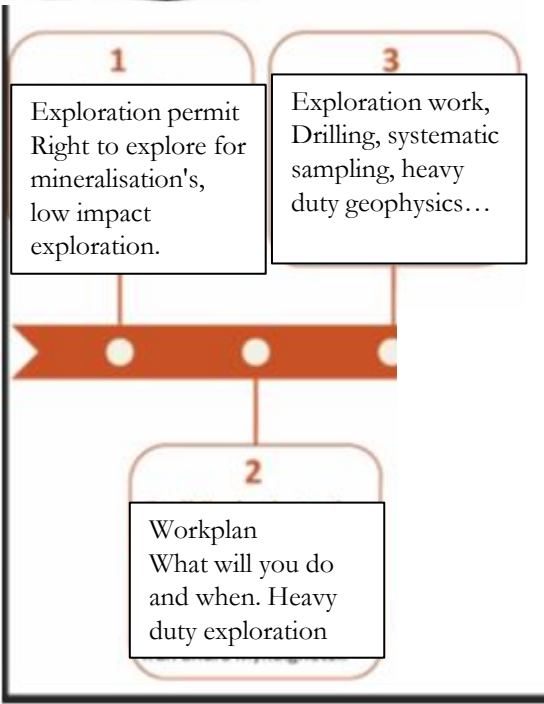 1
Exploration permit
Right to explore for
mineralisation's,
low impact
exploration.
3
Exploration work,
Drilling, systematic
sampling, heavy
duty geophysics…
2
Workplan
What will you do
and when. Heavy
duty exploration